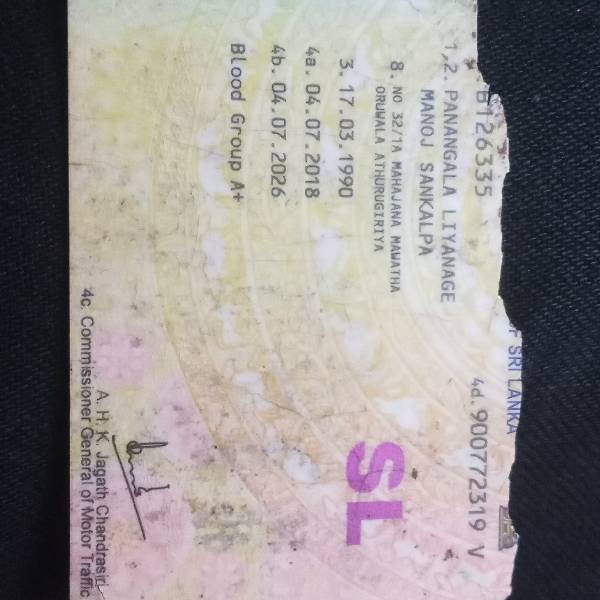 OF SRI LANKA
B126335
4d. 900772319 V
1,2. PANANGALA LIYANAGE
MANOJ SANKALPA
8. NO 32/1A MAHAJANA MAWATHA
ORUWALA ATHURUGIRIYA
3. 17.03.1990
4a. 04.07.2018
4b. 04.07.2026
Blood Group A+
SL
A. H. K. Jagath Chandrasiri
4c. Commissioner General of Motor Traffic